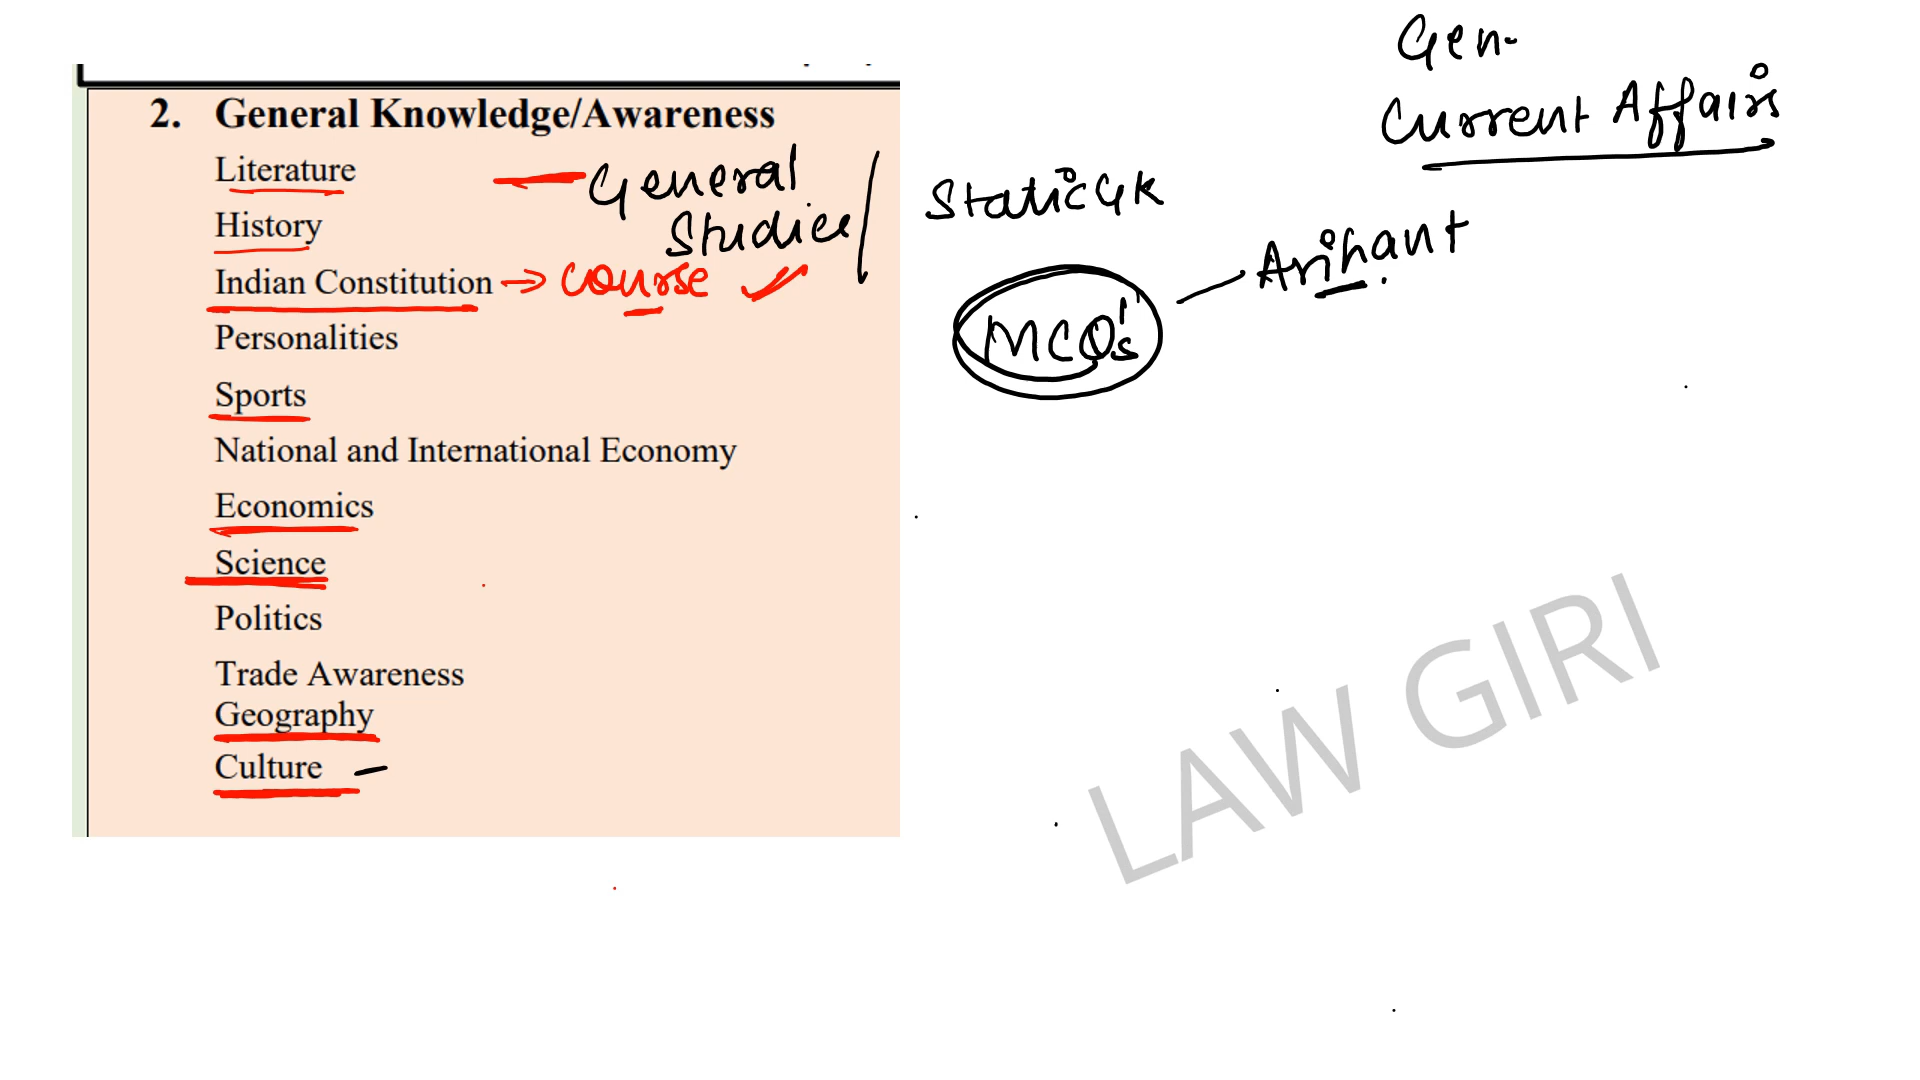 2. General Knowledge/Awareness
Literature
History
Indian Constitution → course
Personalities
Sports
National and International Economy
Economics
Science
Politics
Trade Awareness
Geography
Culture
General
Studies
Static GK
MCQ's
Arihant
Gen.
Current Affairs
LAW GIRI